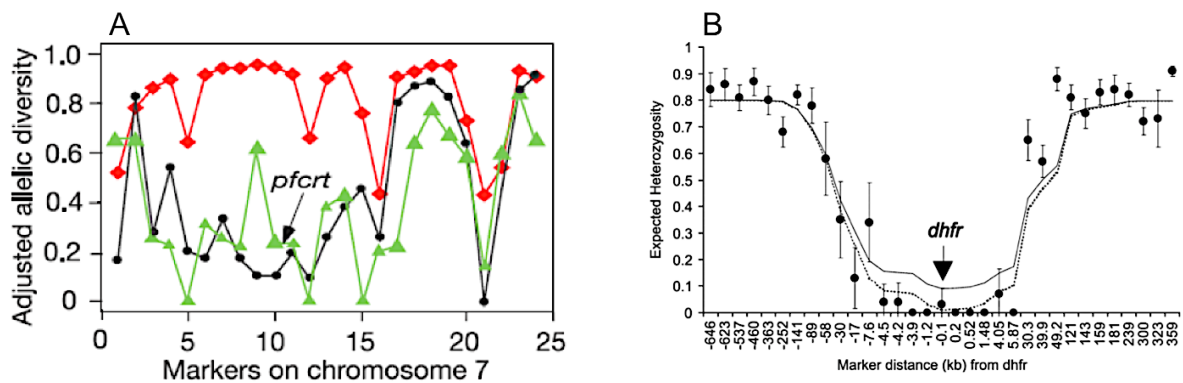 A
Adjusted allelic diversity
1.0
0.8
0.6
0.4
0.2
0
pfcrt
0 5 10 15 20 25
Markers on chromosome 7
B
Expected Heterozygosity
1
0.9
0.8
0.7
0.6
0.5
0.4
0.3
0.2
0.1
0
dhfr
-646 -623 -537 -460 -363 -252 -141 -89 -58 -30 -17 -7.6 -4.5 -4.2 -3.9 -1.2 -0.1 0.2 0.52 1.48 4.05 5.87 30.3 39.9 49.2 121 143 159 181 239 300 323 359
Marker distance (kb) from dhfr